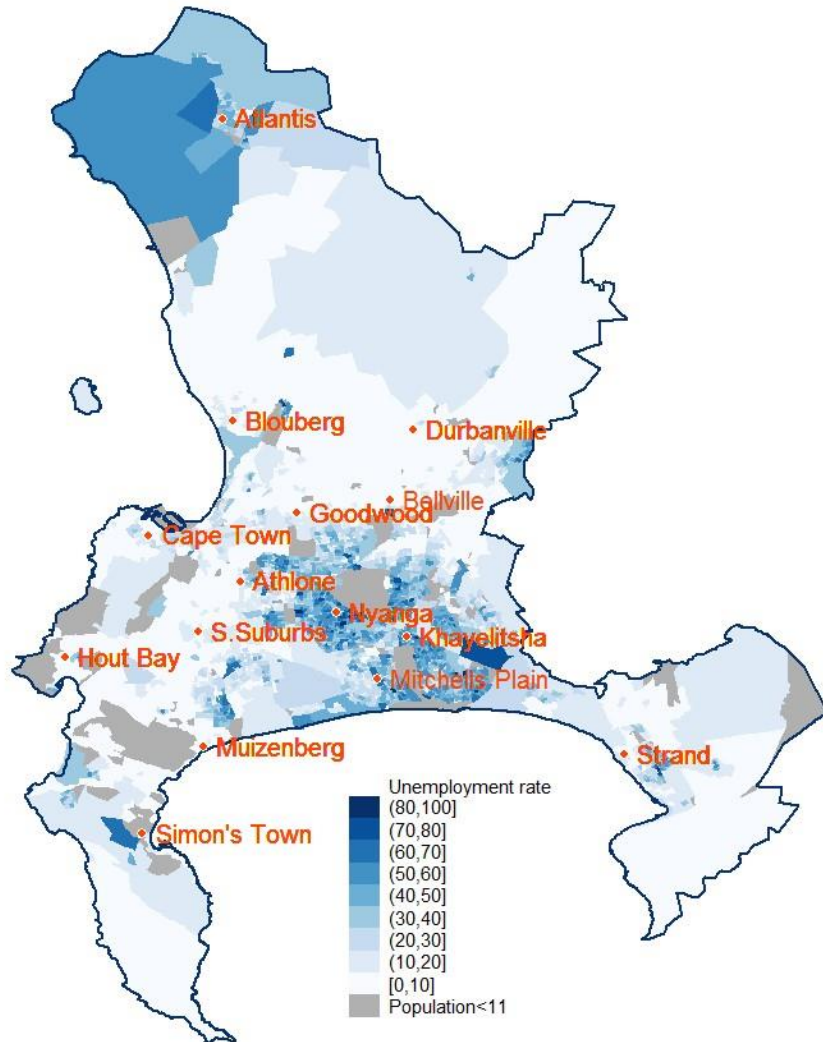 Atlantis
Blouberg
Durbanville
Bellville
Goodwood
Cape Town
Athlone
Nyanga
S.Suburbs
Khayelitsha
Hout Bay
Mitchells Plain
Muizenberg
Strand
Simon's Town
Unemployment rate
(80,100]
(70,80]
(60,70]
(50,60]
(40,50]
(30,40]
(20,30]
(10,20]
[0,10]
Population<11